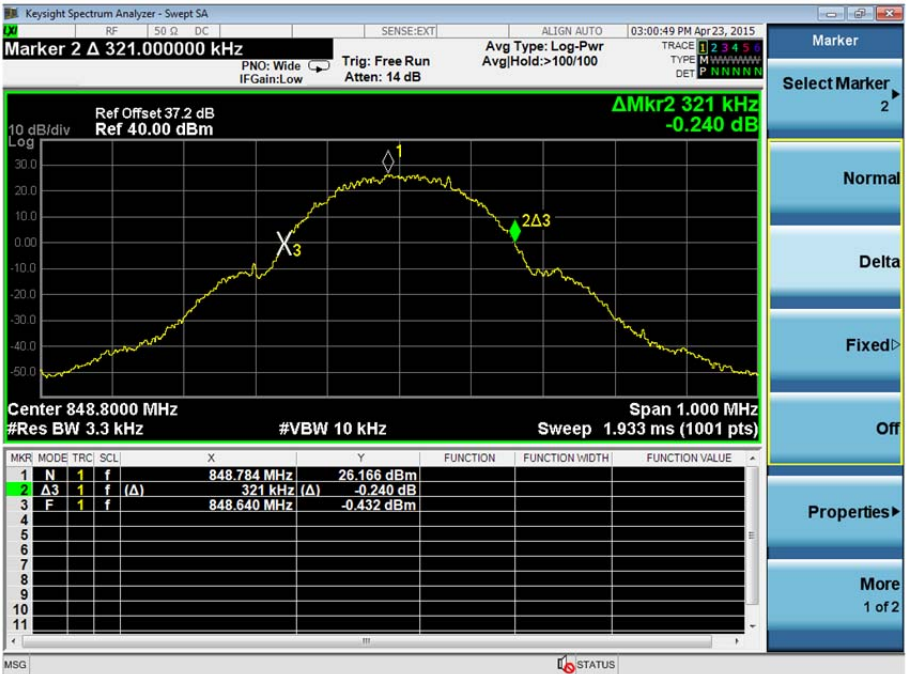 Keysight Spectrum Analyzer - Swept SA
LXI RF 50 Ω DC SENSE:EXT ALIGN AUTO 03:00:49 PM Apr 23, 2015
Marker 2 Δ 321.000000 kHz
PNO: Wide
IFGain:Low
Trig: Free Run
Atten: 14 dB
Avg Type: Log-Pwr
Avg|Hold:>100/100
TRACE 1 2 3 4 5 6
TYPE M W W W W W
DET P N N N N N
ΔMkr2 321 kHz
-0.240 dB
Ref Offset 37.2 dB
10 dB/div Ref 40.00 dBm
Log
30.0
20.0
10.0
0.00
-10.0
-20.0
-30.0
-40.0
-50.0
1
2Δ3
3
Center 848.8000 MHz Span 1.000 MHz
#Res BW 3.3 kHz #VBW 10 kHz Sweep 1.933 ms (1001 pts)
MKR MODE TRC SCL X Y FUNCTION FUNCTION WIDTH FUNCTION VALUE
1 N 1 f 848.784 MHz 26.166 dBm
2 Δ3 1 f (Δ) 321 kHz (Δ) -0.240 dB
3 F 1 f 848.640 MHz -0.432 dBm
4
5
6
7
8
9
10
11
MSG STATUS
Marker
Select Marker
2
Normal
Delta
Fixed
Off
Properties
More
1 of 2